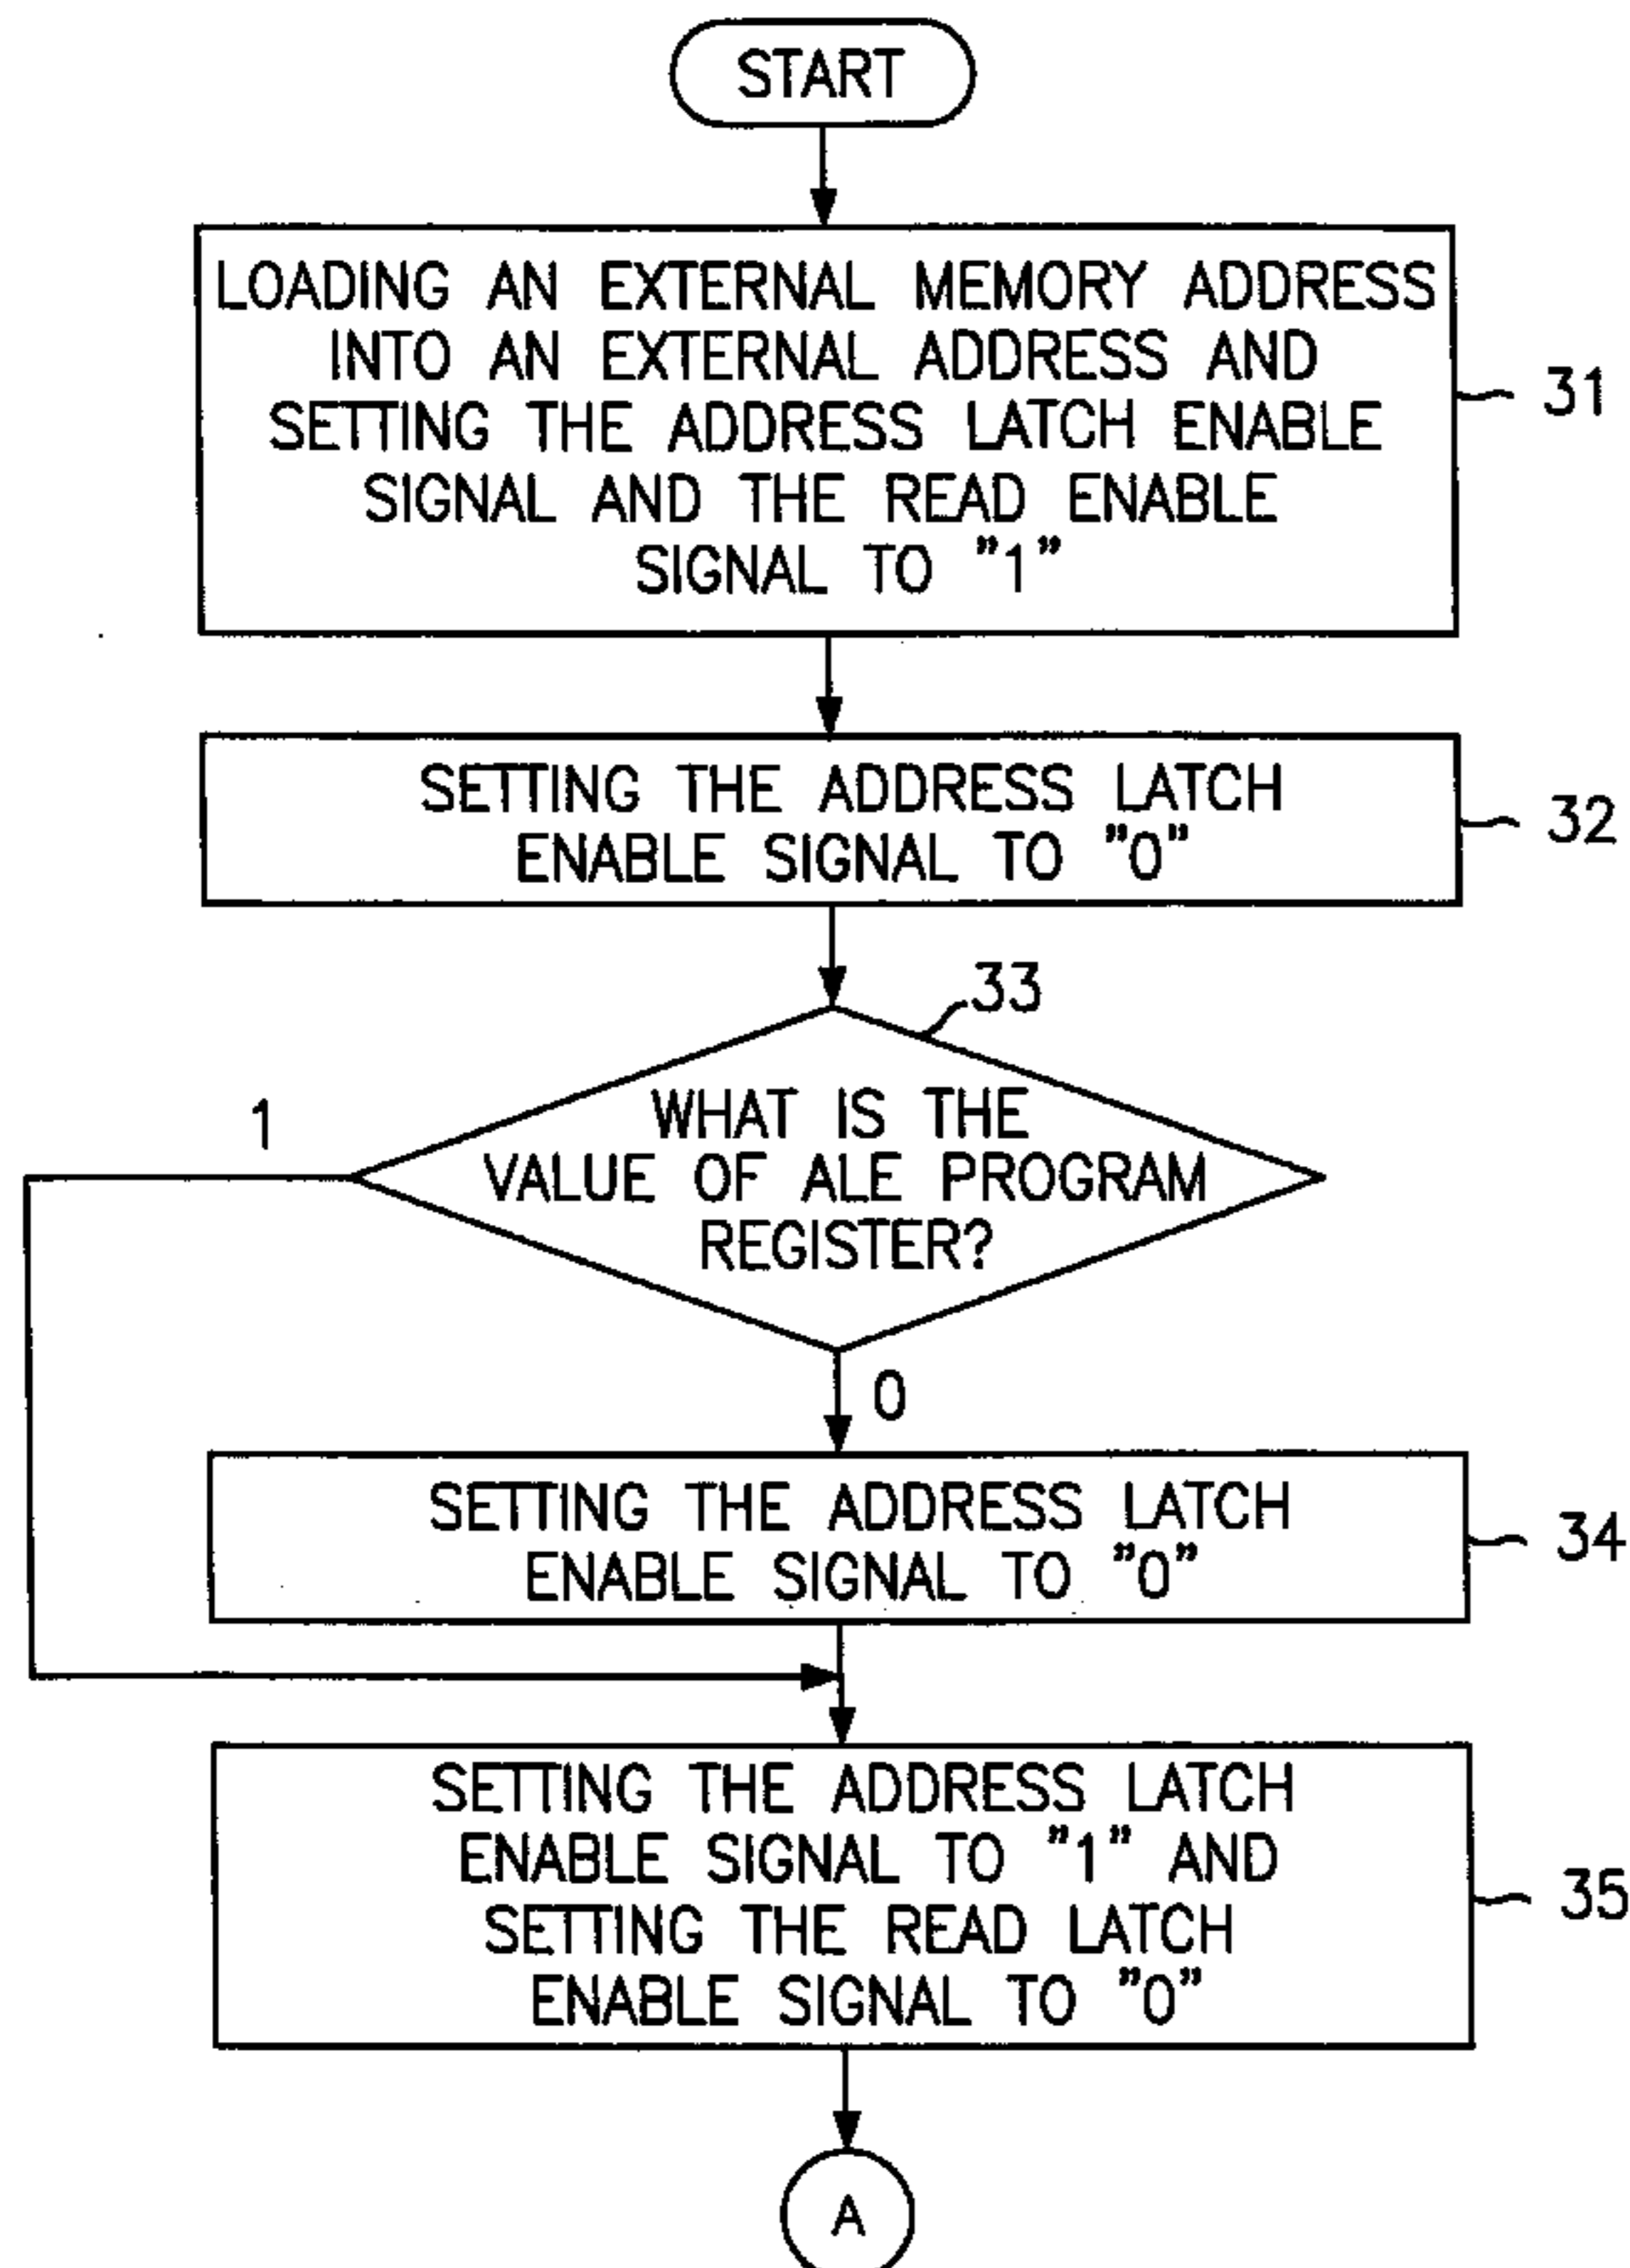 START
LOADING AN EXTERNAL MEMORY ADDRESS
INTO AN EXTERNAL ADDRESS AND
SETTING THE ADDRESS LATCH ENABLE
SIGNAL AND THE READ ENABLE
SIGNAL TO "1"
31
SETTING THE ADDRESS LATCH
ENABLE SIGNAL TO "0"
32
33
WHAT IS THE
VALUE OF ALE PROGRAM
REGISTER?
1
0
SETTING THE ADDRESS LATCH
ENABLE SIGNAL TO "0"
34
SETTING THE ADDRESS LATCH
ENABLE SIGNAL TO "1" AND
SETTING THE READ LATCH
ENABLE SIGNAL TO "0"
35
A